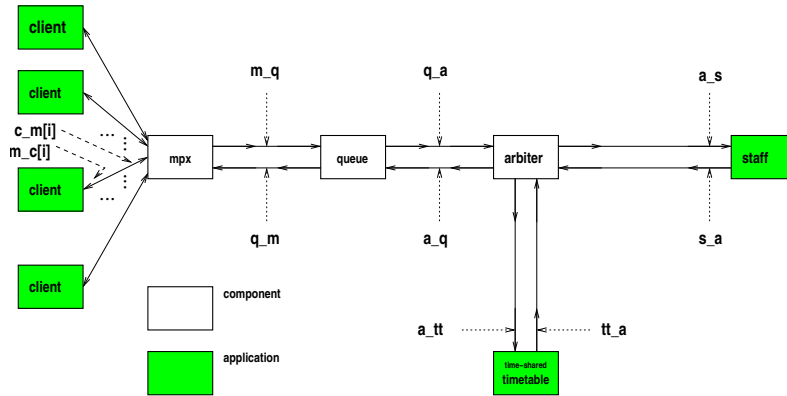 client
client
c_m[i]
m_c[i]
...
...
client
...
...
client
mpx
m_q
q_m
queue
q_a
a_q
arbiter
a_s
s_a
staff
a_tt
tt_a
time-shared
timetable
component
application